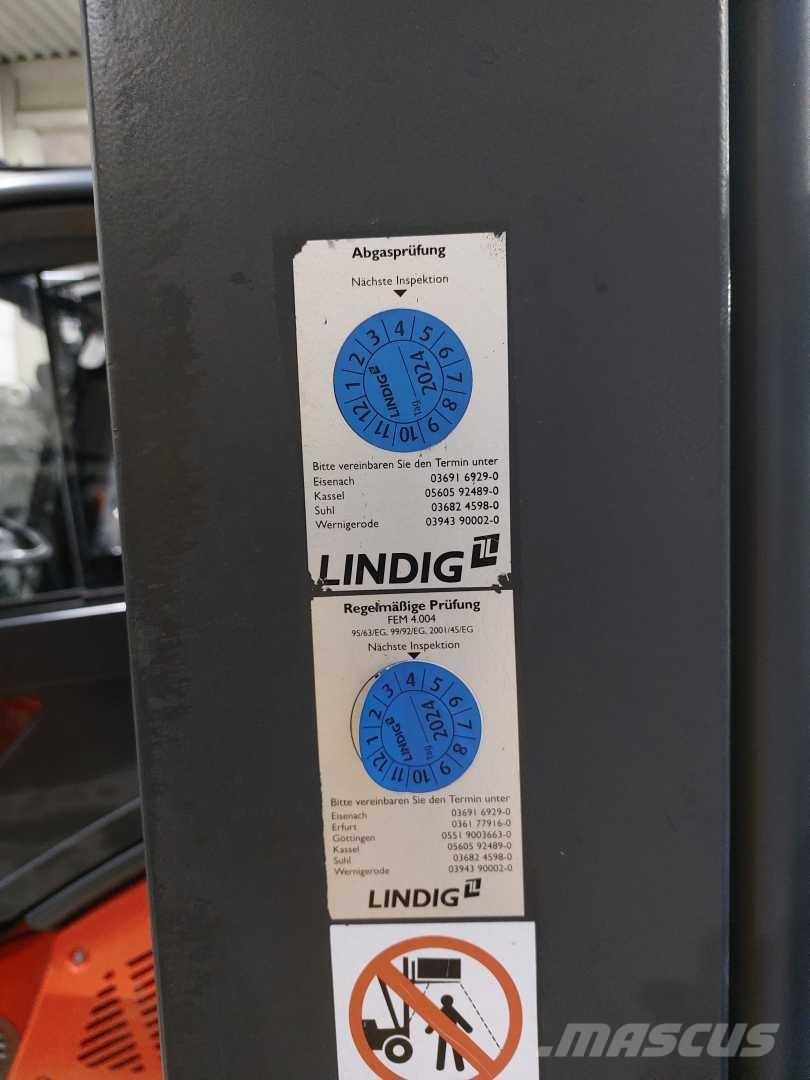 Abgasprüfung
Nächste Inspektion
1 2 3 4 5 6 7 8 9 10 11 12
LINDIG
Tag
2024
Bitte vereinbaren Sie den Termin unter
Eisenach 03691 6929-0
Kassel 05605 92489-0
Suhl 03682 4598-0
Wernigerode 03943 90002-0
LINDIG
Regelmäßige Prüfung
FEM 4.004
95/63/EG, 99/92/EG, 2001/45/EG
Nächste Inspektion
1 2 3 4 5 6 7 8 9 10 11 12
LINDIG
Tag
2024
Bitte vereinbaren Sie den Termin unter
Eisenach 03691 6929-0
Erfurt 0361 77916-0
Göttingen 0551 9003663-0
Kassel 05605 92489-0
Suhl 03682 4598-0
Wernigerode 03943 90002-0
LINDIG
MASCUS